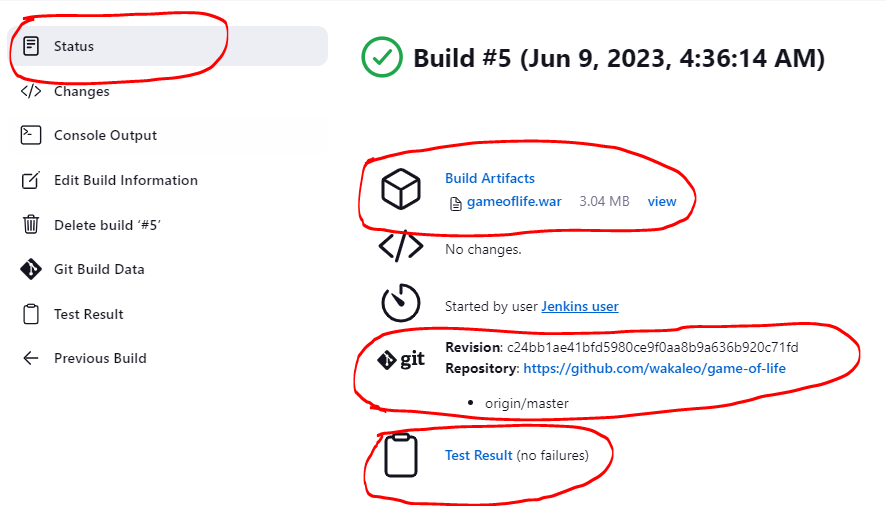 Status
Changes
Console Output
Edit Build Information
Delete build ‘#5’
Git Build Data
Test Result
Previous Build
Build #5 (Jun 9, 2023, 4:36:14 AM)
Build Artifacts
gameoflife.war 3.04 MB view
No changes.
Started by user Jenkins user
git Revision: c24bb1ae41bfd5980ce9f0aa8b9a636b920c71fd
Repository: https://github.com/wakaleo/game-of-life
• origin/master
Test Result (no failures)